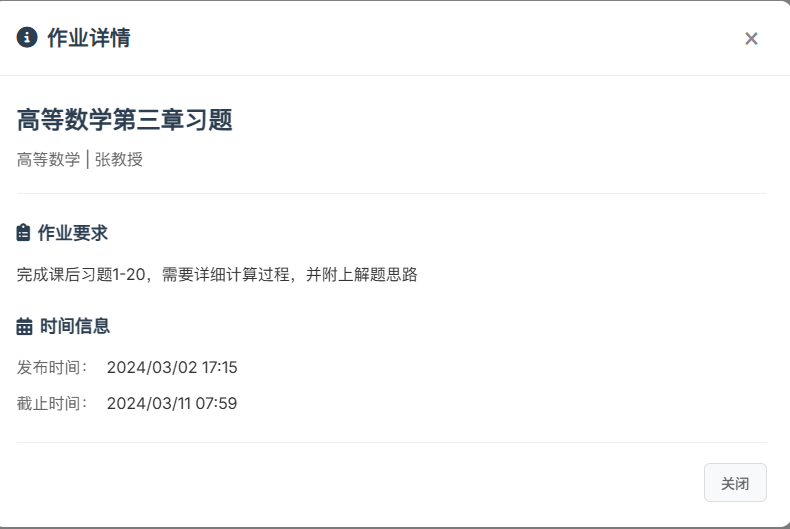 作业详情
×
高等数学第三章习题
高等数学 | 张教授
作业要求
完成课后习题1-20，需要详细计算过程，并附上解题思路
时间信息
发布时间： 2024/03/02 17:15
截止时间： 2024/03/11 07:59
关闭